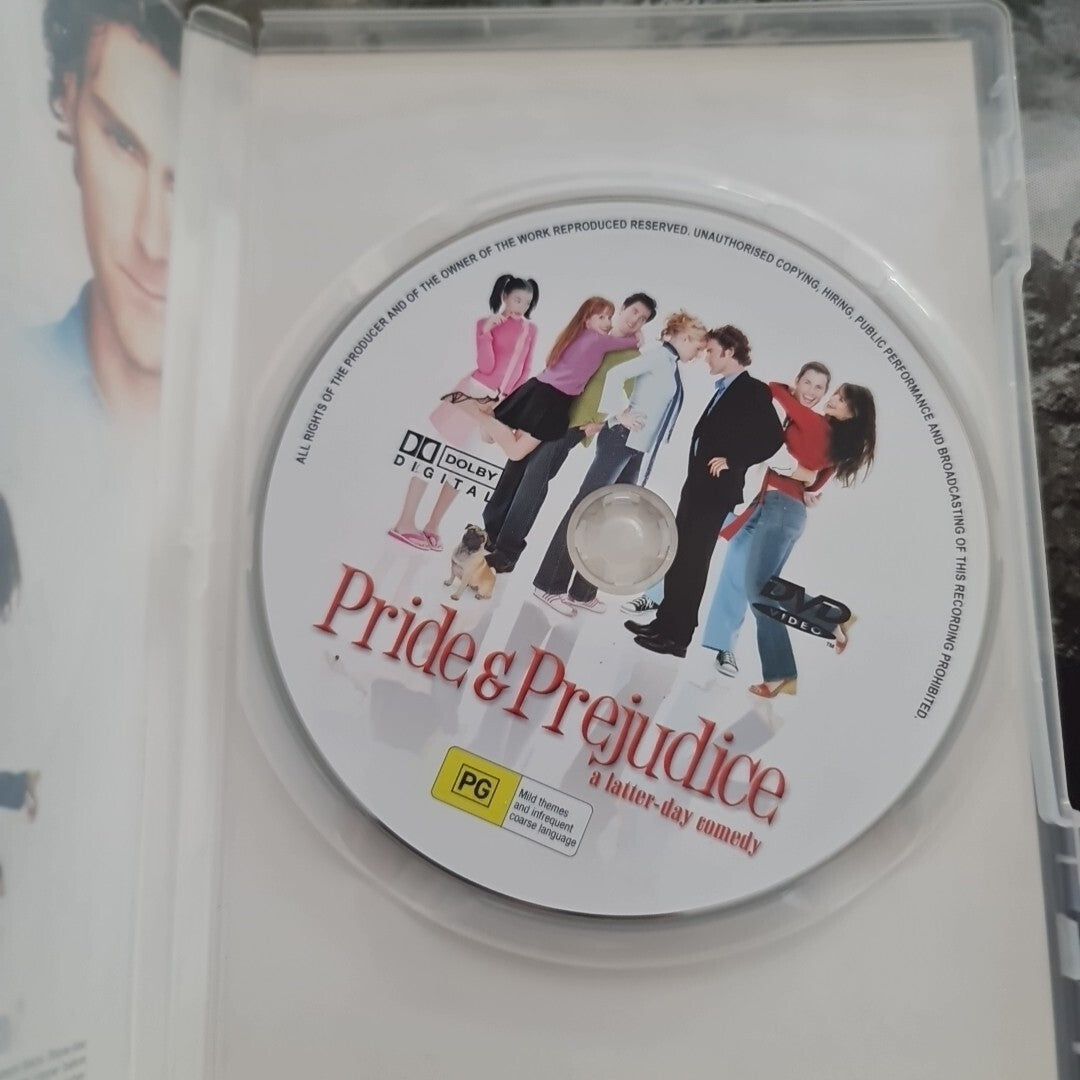 ALL RIGHTS OF THE PRODUCER AND OF THE OWNER OF THE WORK REPRODUCED RESERVED. UNAUTHORISED COPYING, HIRING, PUBLIC PERFORMANCE AND BROADCASTING OF THIS RECORDING PROHIBITED.
DOLBY
DIGITAL
DVD
VIDEO
TM
Pride & Prejudice
a latter-day comedy
PG
Mild themes
and infrequent
coarse language